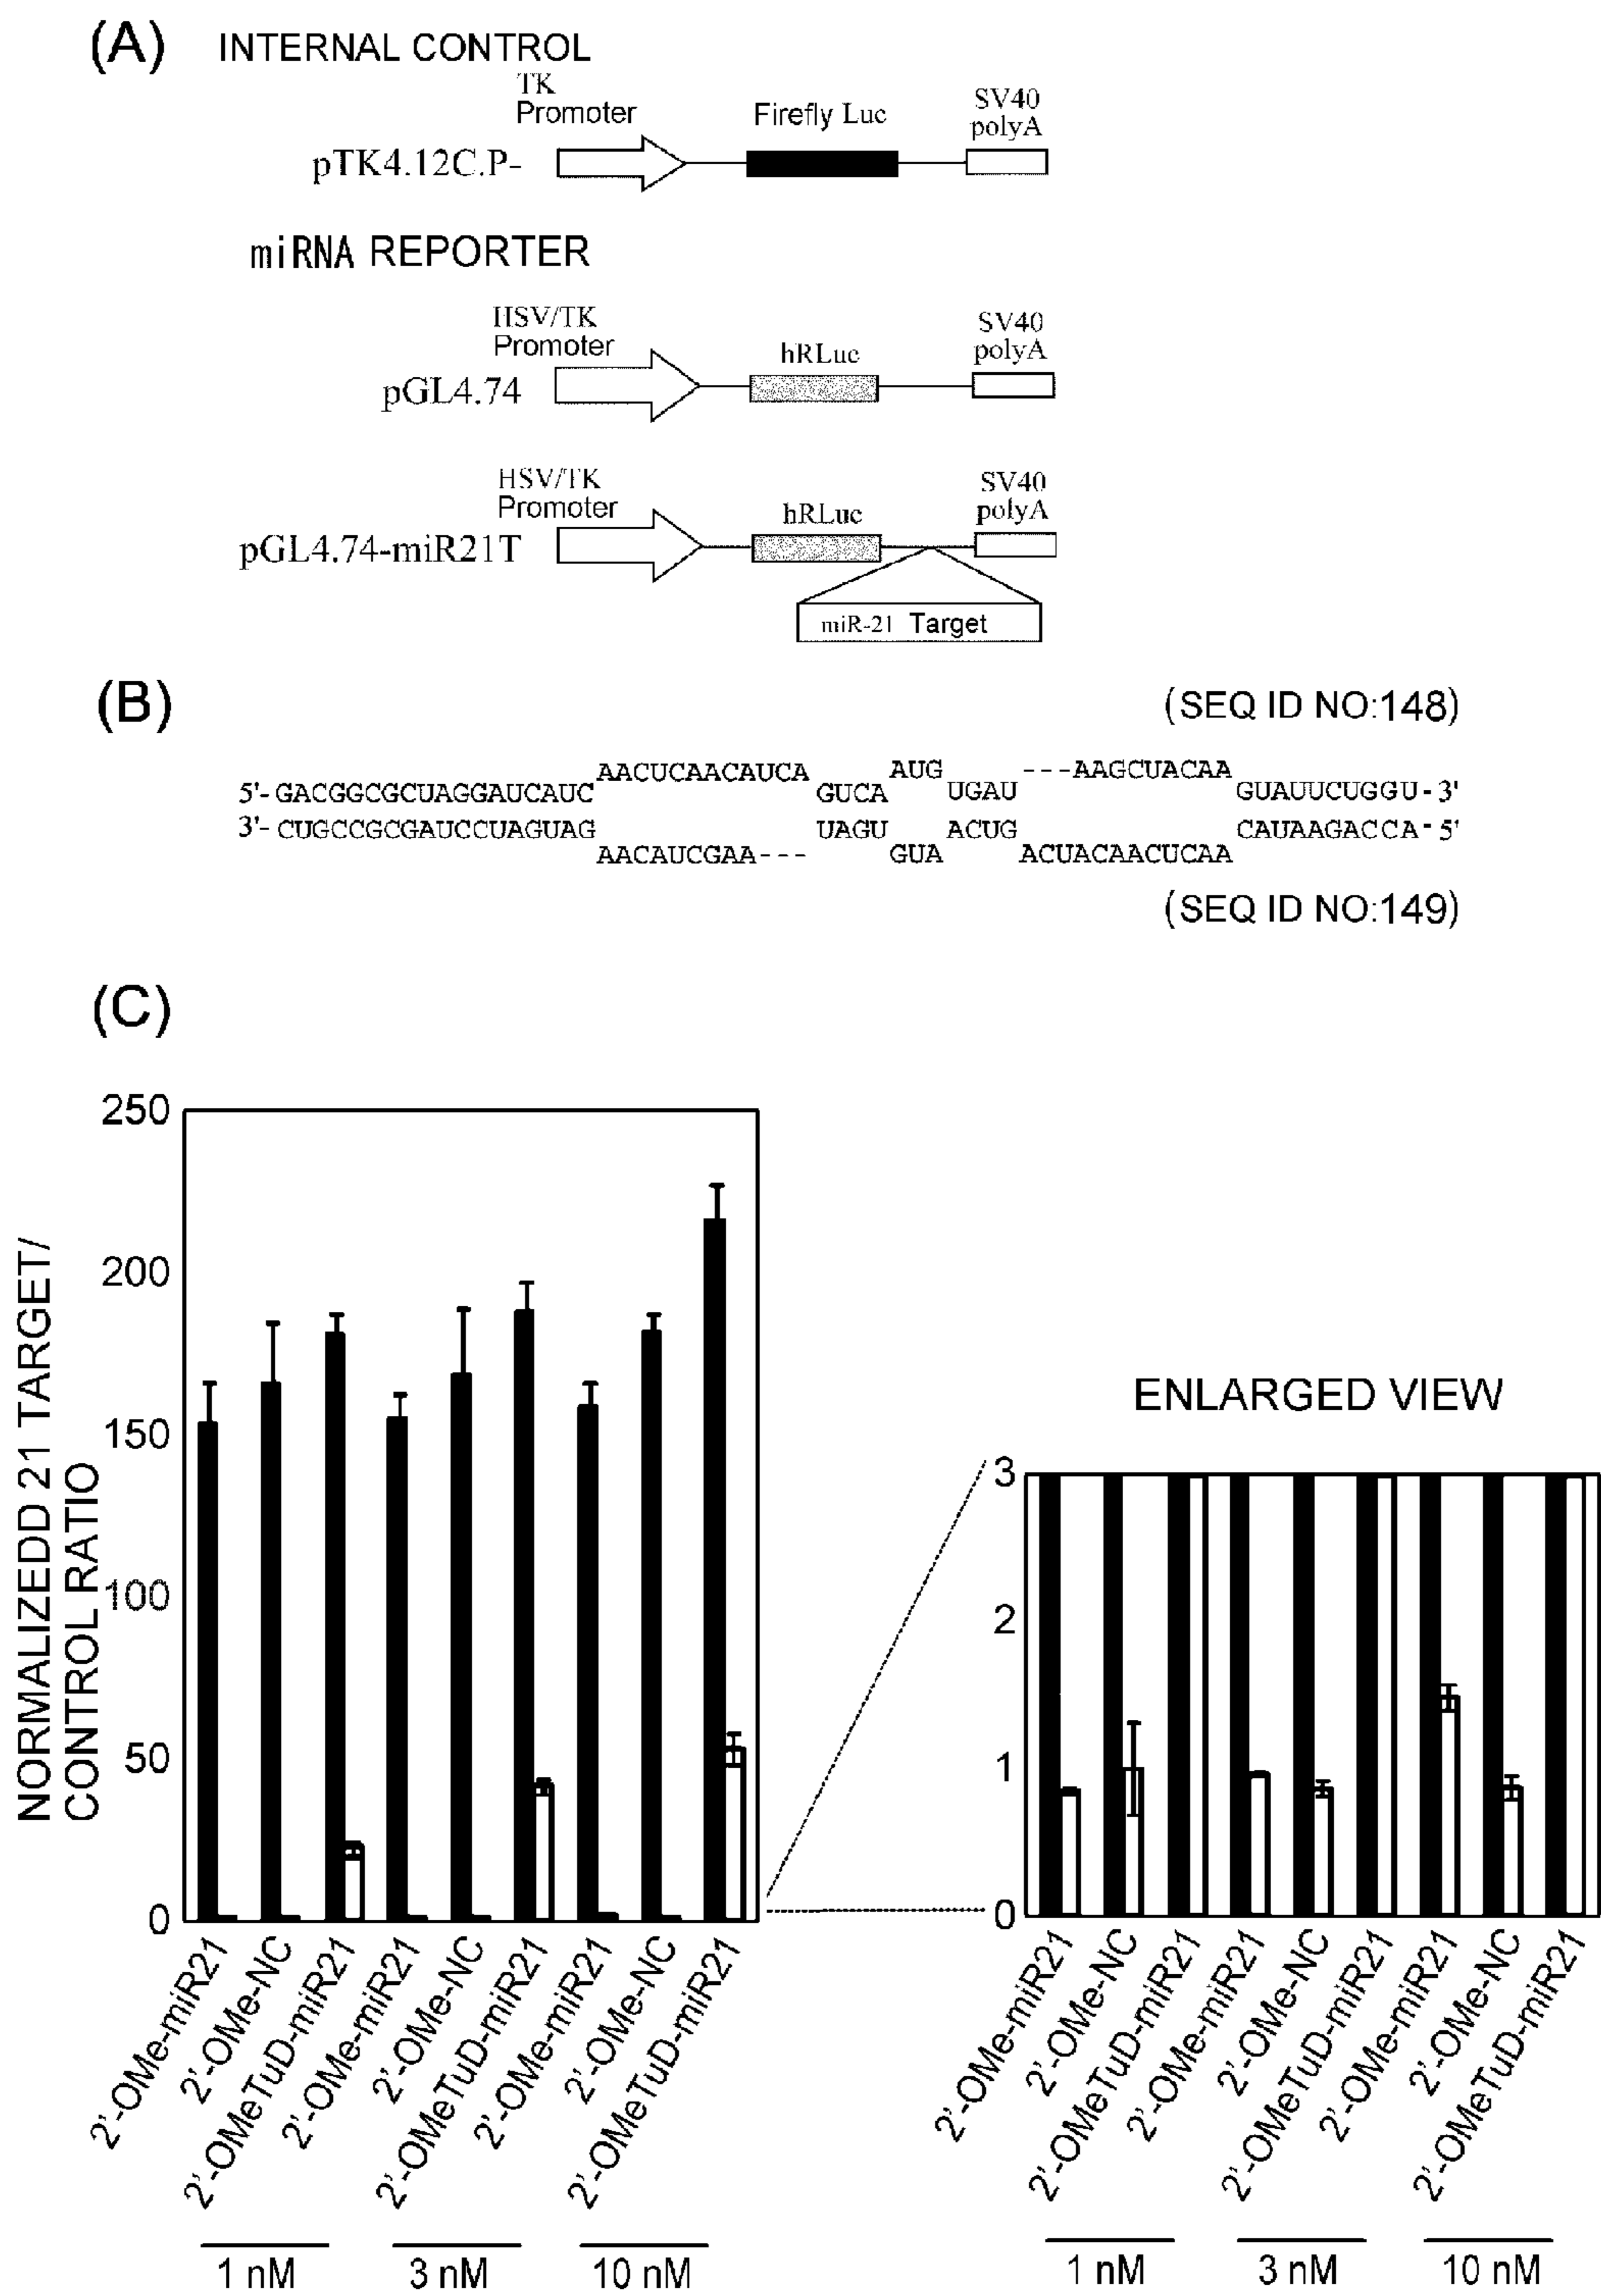 (A) INTERNAL CONTROL
TK
Promoter
Firefly Luc
SV40
polyA
pTK4.12C.P-
miRNA REPORTER
HSV/TK
Promoter
hRLuc
SV40
polyA
pGL4.74
HSV/TK
Promoter
hRLuc
SV40
polyA
pGL4.74-miR21T
miR-21 Target
(B)
(SEQ ID NO:148)
AACUCAACAUCA AUG ---AAGCUACAA
5'-GACGGCGCUAGGAUCAUC GUCA UGAU GUAUUCUGGU-3'
3'-CUGCCGCGAUCCUAGUAG UAGU ACUG CAUAAGACCA-5'
AACAUCGAA--- GUA ACUACAACUCAA
(SEQ ID NO:149)
(C)
NORMALIZEDD 21 TARGET/
CONTROL RATIO
250
200
150
100
50
0
2'-OMe-miR21
2'-OMe-NC
2'-OMeTuD-miR21
2'-OMe-miR21
2'-OMe-NC
2'-OMeTuD-miR21
2'-OMe-miR21
2'-OMe-NC
2'-OMeTuD-miR21
1 nM
3 nM
10 nM
ENLARGED VIEW
3
2
1
0
2'-OMe-miR21
2'-OMe-NC
2'-OMeTuD-miR21
2'-OMe-miR21
2'-OMe-NC
2'-OMeTuD-miR21
2'-OMe-miR21
2'-OMe-NC
2'-OMeTuD-miR21
1 nM
3 nM
10 nM